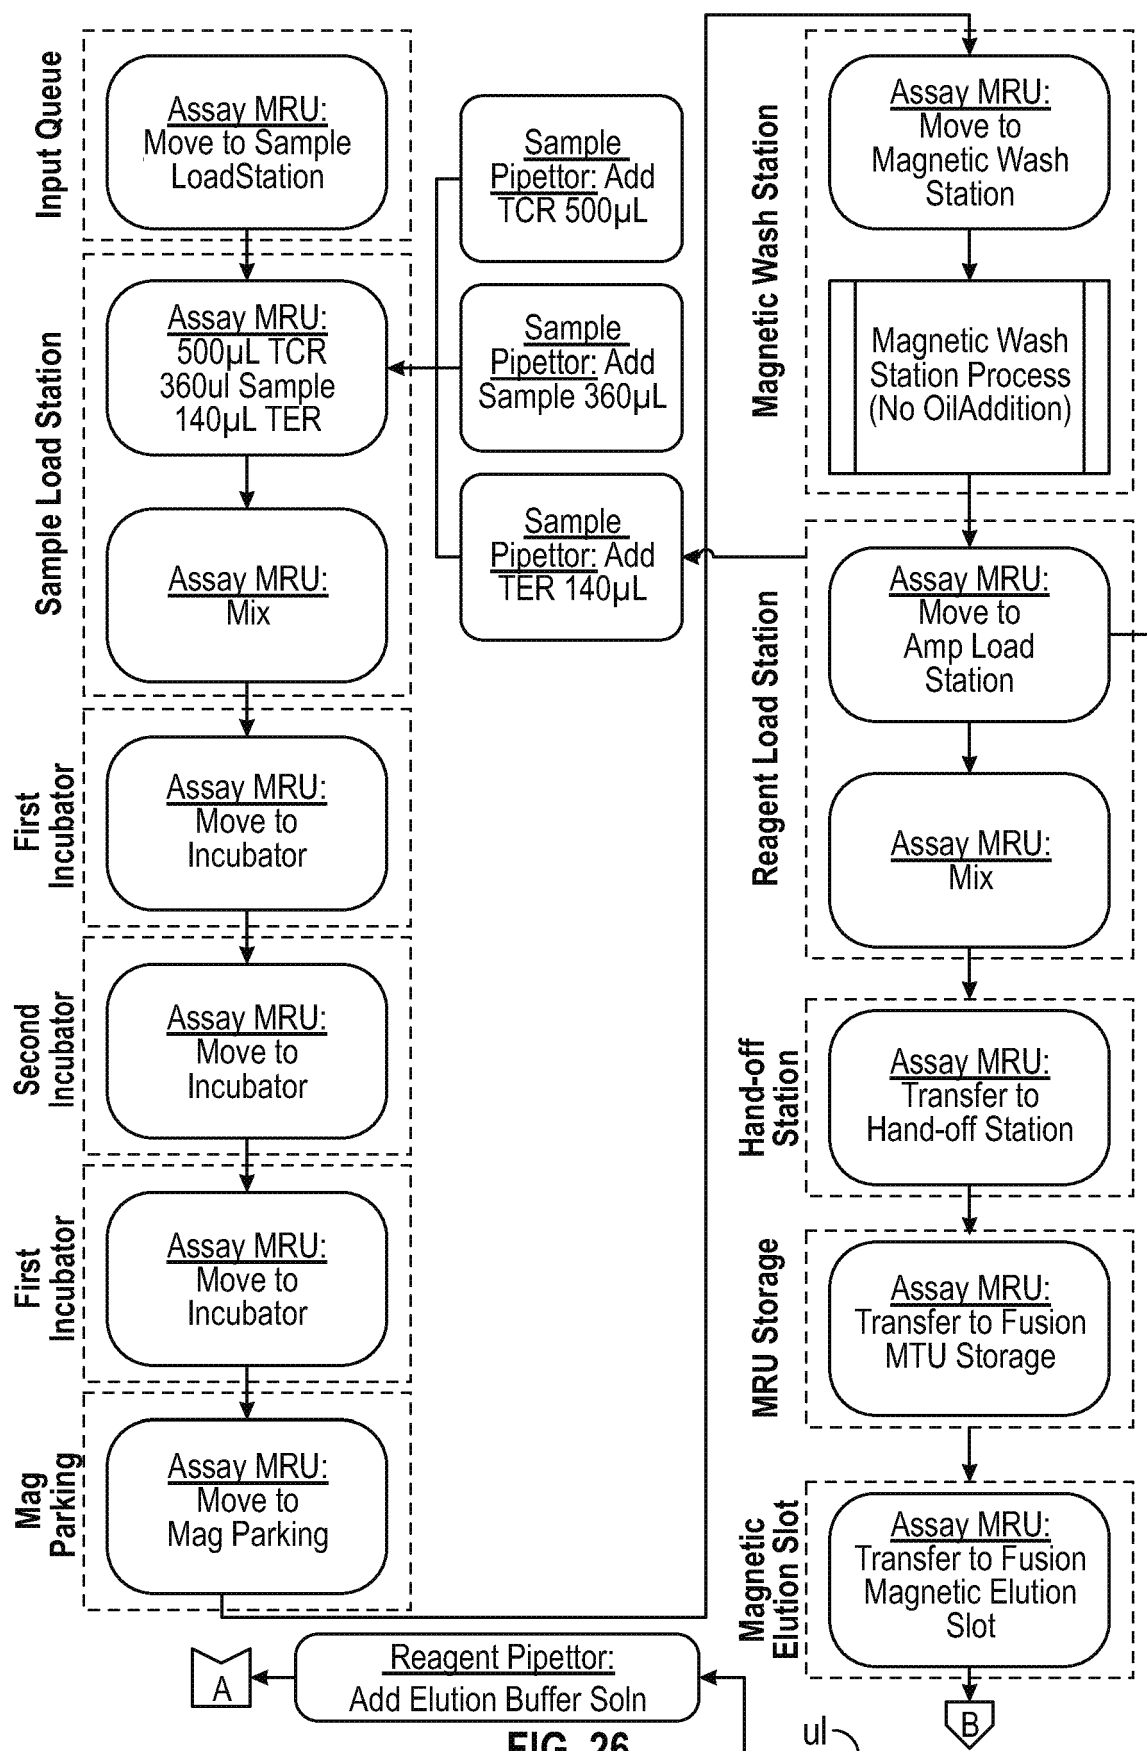 Input Queue
Assay MRU:
Move to Sample
LoadStation
Sample Load Station
Assay MRU:
500µL TCR
360ul Sample
140µL TER
Assay MRU:
Mix
First
Incubator
Assay MRU:
Move to
Incubator
Second
Incubator
Assay MRU:
Move to
Incubator
First
Incubator
Assay MRU:
Move to
Incubator
Mag
Parking
Assay MRU:
Move to
Mag Parking
Sample
Pipettor: Add
TCR 500µL
Sample
Pipettor: Add
Sample 360µL
Sample
Pipettor: Add
TER 140µL
Magnetic Wash Station
Assay MRU:
Move to
Magnetic Wash
Station
Magnetic Wash
Station Process
(No OilAddition)
Reagent Load Station
Assay MRU:
Move to
Amp Load
Station
Assay MRU:
Mix
Hand-off
Station
Assay MRU:
Transfer to
Hand-off Station
MRU Storage
Assay MRU:
Transfer to Fusion
MTU Storage
Magnetic
Elution Slot
Assay MRU:
Transfer to Fusion
Magnetic Elution
Slot
A
Reagent Pipettor:
Add Elution Buffer Soln
B
FIG. 26
ul